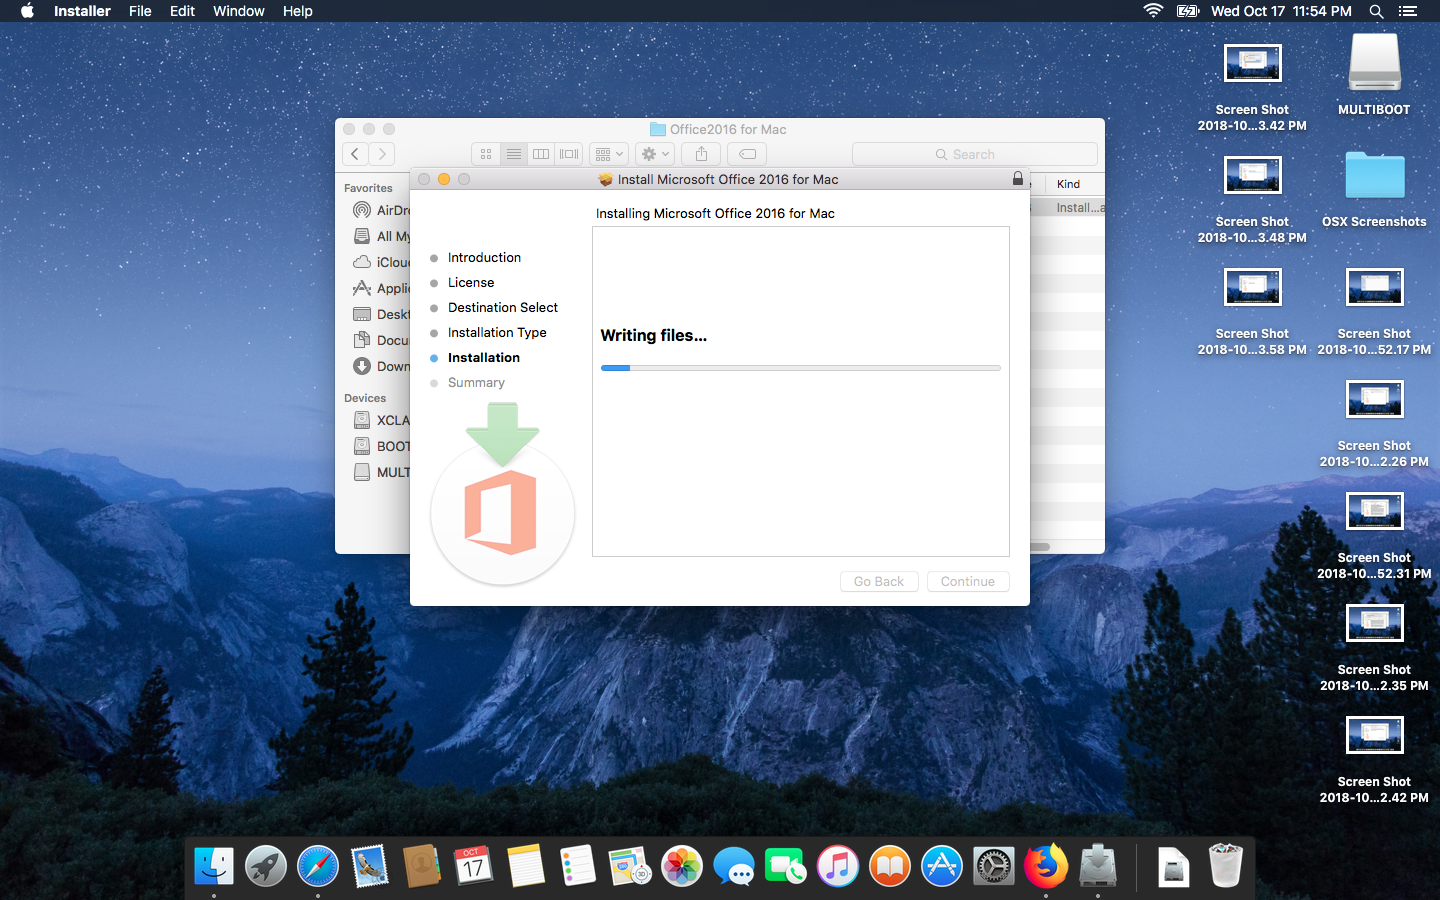 Installer File Edit Window Help
Wed Oct 17 11:54 PM
Office2016 for Mac
Search
Favorites
AirDr
All My
iClou
Appli
Deskt
Docu
Down
Devices
XCLA
BOOT
MULT
Kind
Install...a
Install Microsoft Office 2016 for Mac
Installing Microsoft Office 2016 for Mac
Introduction
License
Destination Select
Installation Type
Installation
Summary
Writing files...
Go Back
Continue
Screen Shot
2018-10...3.42 PM
MULTIBOOT
Screen Shot
2018-10...3.48 PM
OSX Screenshots
Screen Shot
2018-10...3.58 PM
Screen Shot
2018-10...52.17 PM
Screen Shot
2018-10...2.26 PM
Screen Shot
2018-10...52.31 PM
Screen Shot
2018-10...2.35 PM
Screen Shot
2018-10...2.42 PM
OCT
17